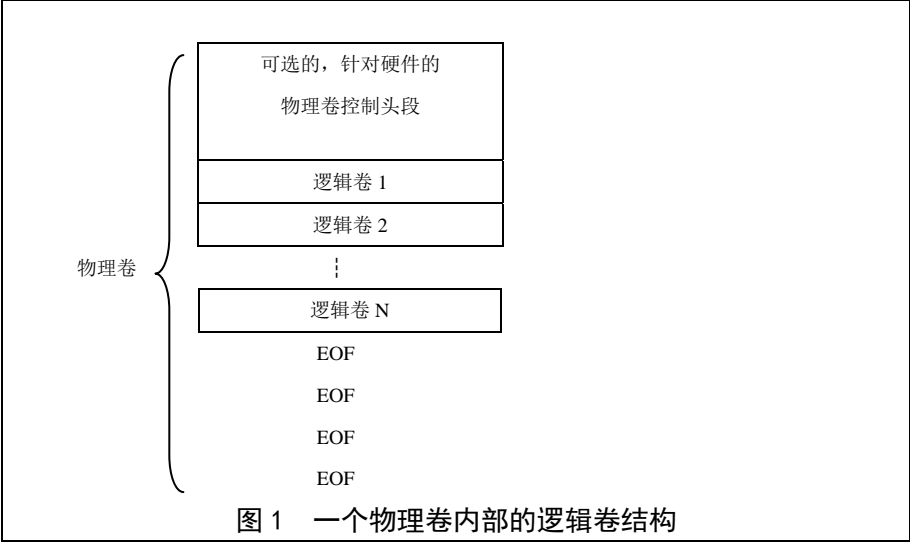 可选的，针对硬件的
物理卷控制头段
逻辑卷 1
逻辑卷 2
物理卷
逻辑卷 N
EOF
EOF
EOF
EOF
图 1 一个物理卷内部的逻辑卷结构